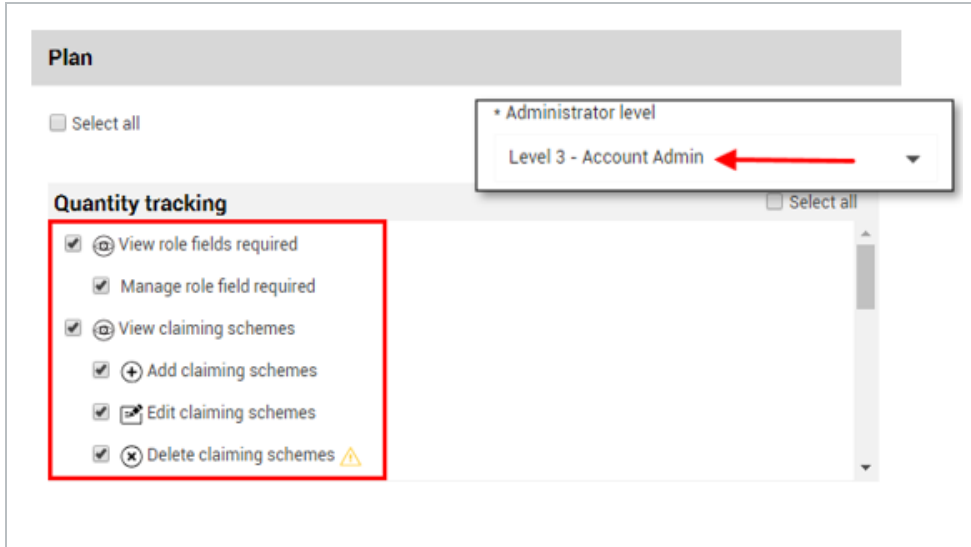 Plan
Select all
* Administrator level
Level 3 - Account Admin
Quantity tracking
Select all
View role fields required
Manage role field required
View claiming schemes
Add claiming schemes
Edit claiming schemes
Delete claiming schemes